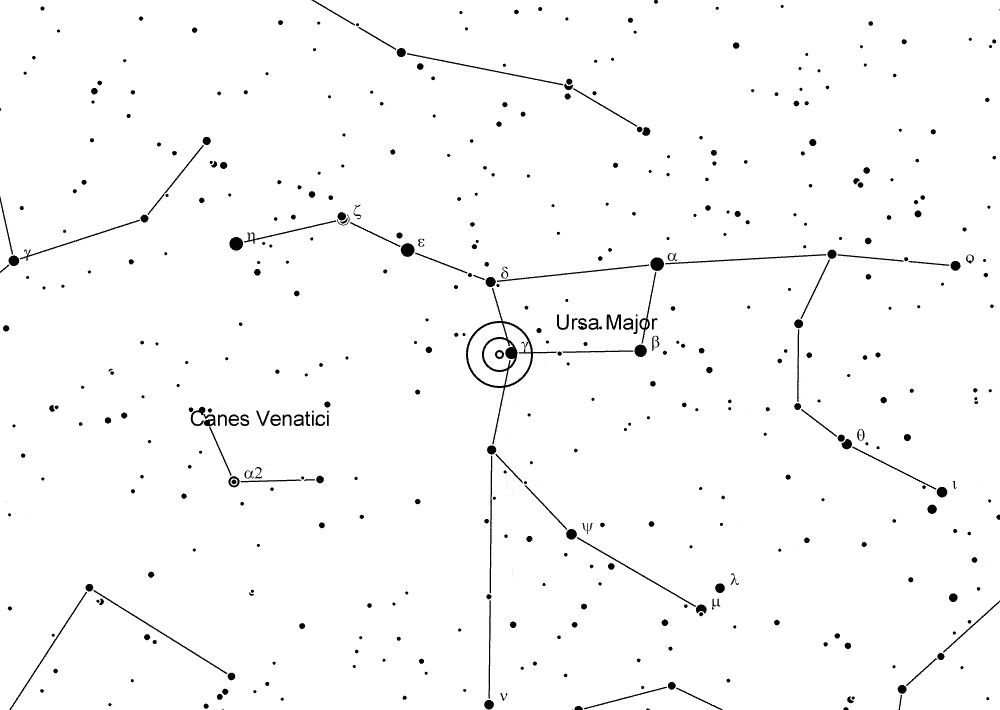 ζ
η
ε
γ
δ
α
ο
Ursa Major
γ
β
Canes Venatici
θ
α2
ι
ψ
λ
μ
ν